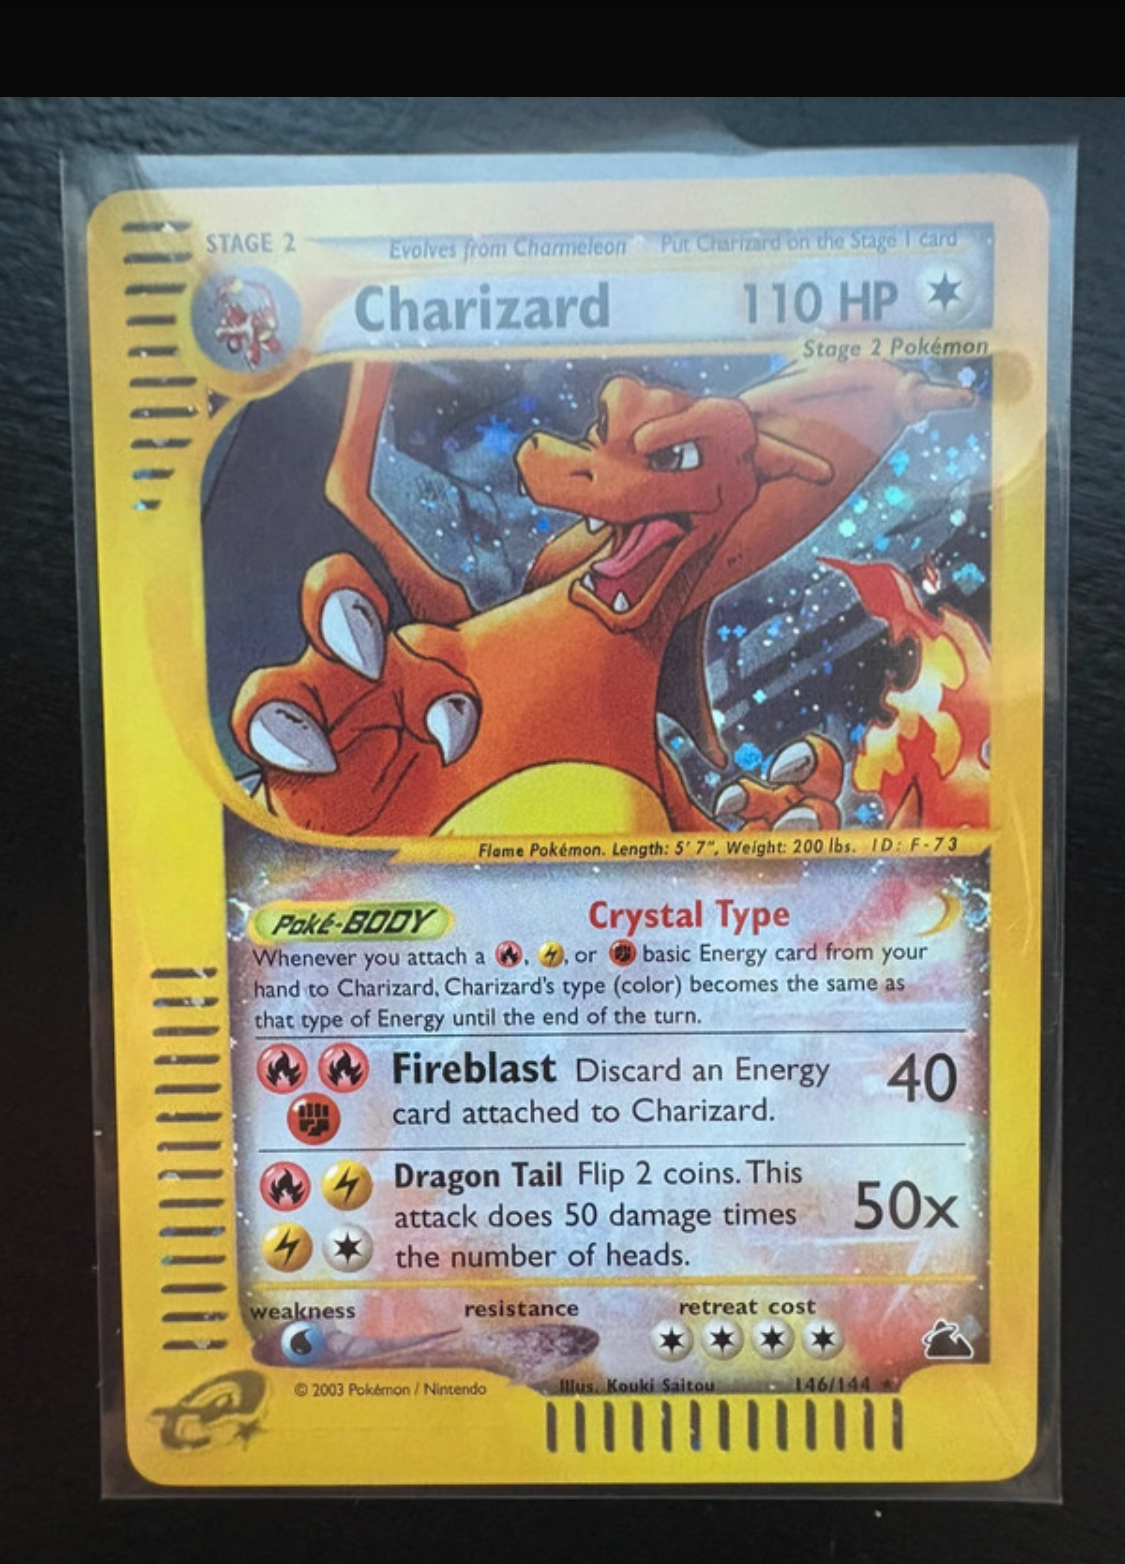 STAGE 2
Evolves from Charmeleon Put Charizard on the Stage 1 card
Charizard 110 HP
Stage 2 Pokémon
Flame Pokémon. Length: 5' 7", Weight: 200 lbs. ID: F-73
Poké-BODY Crystal Type
Whenever you attach a , , or basic Energy card from your
hand to Charizard, Charizard's type (color) becomes the same as
that type of Energy until the end of the turn.
Fireblast Discard an Energy 40
card attached to Charizard.
Dragon Tail Flip 2 coins. This
attack does 50 damage times 50x
the number of heads.
weakness resistance retreat cost
© 2003 Pokémon / Nintendo Illus. Kouki Saitou 146/144 ★
e